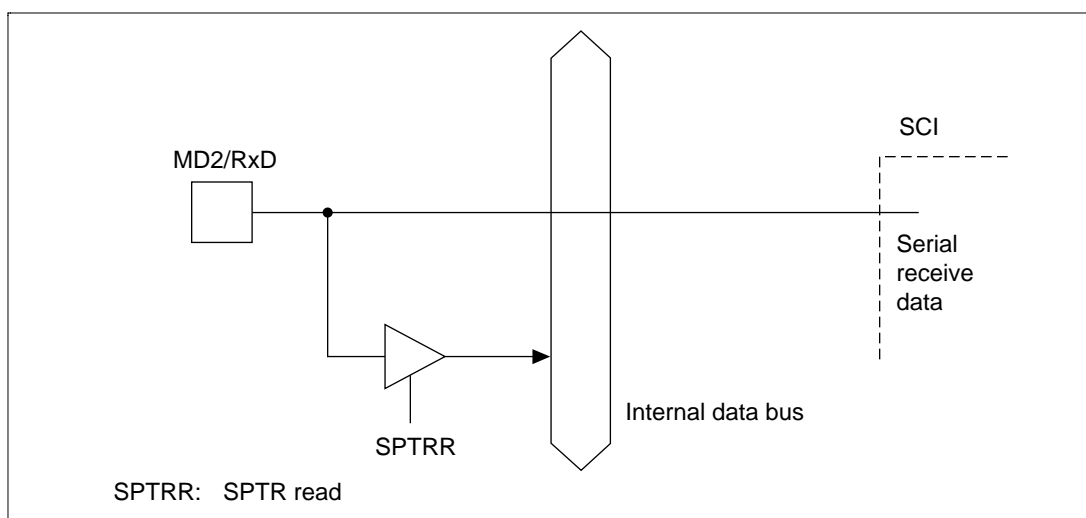 SCI
MD2/RxD
Serial
receive
data
Internal data bus
SPTRR
SPTRR: SPTR read